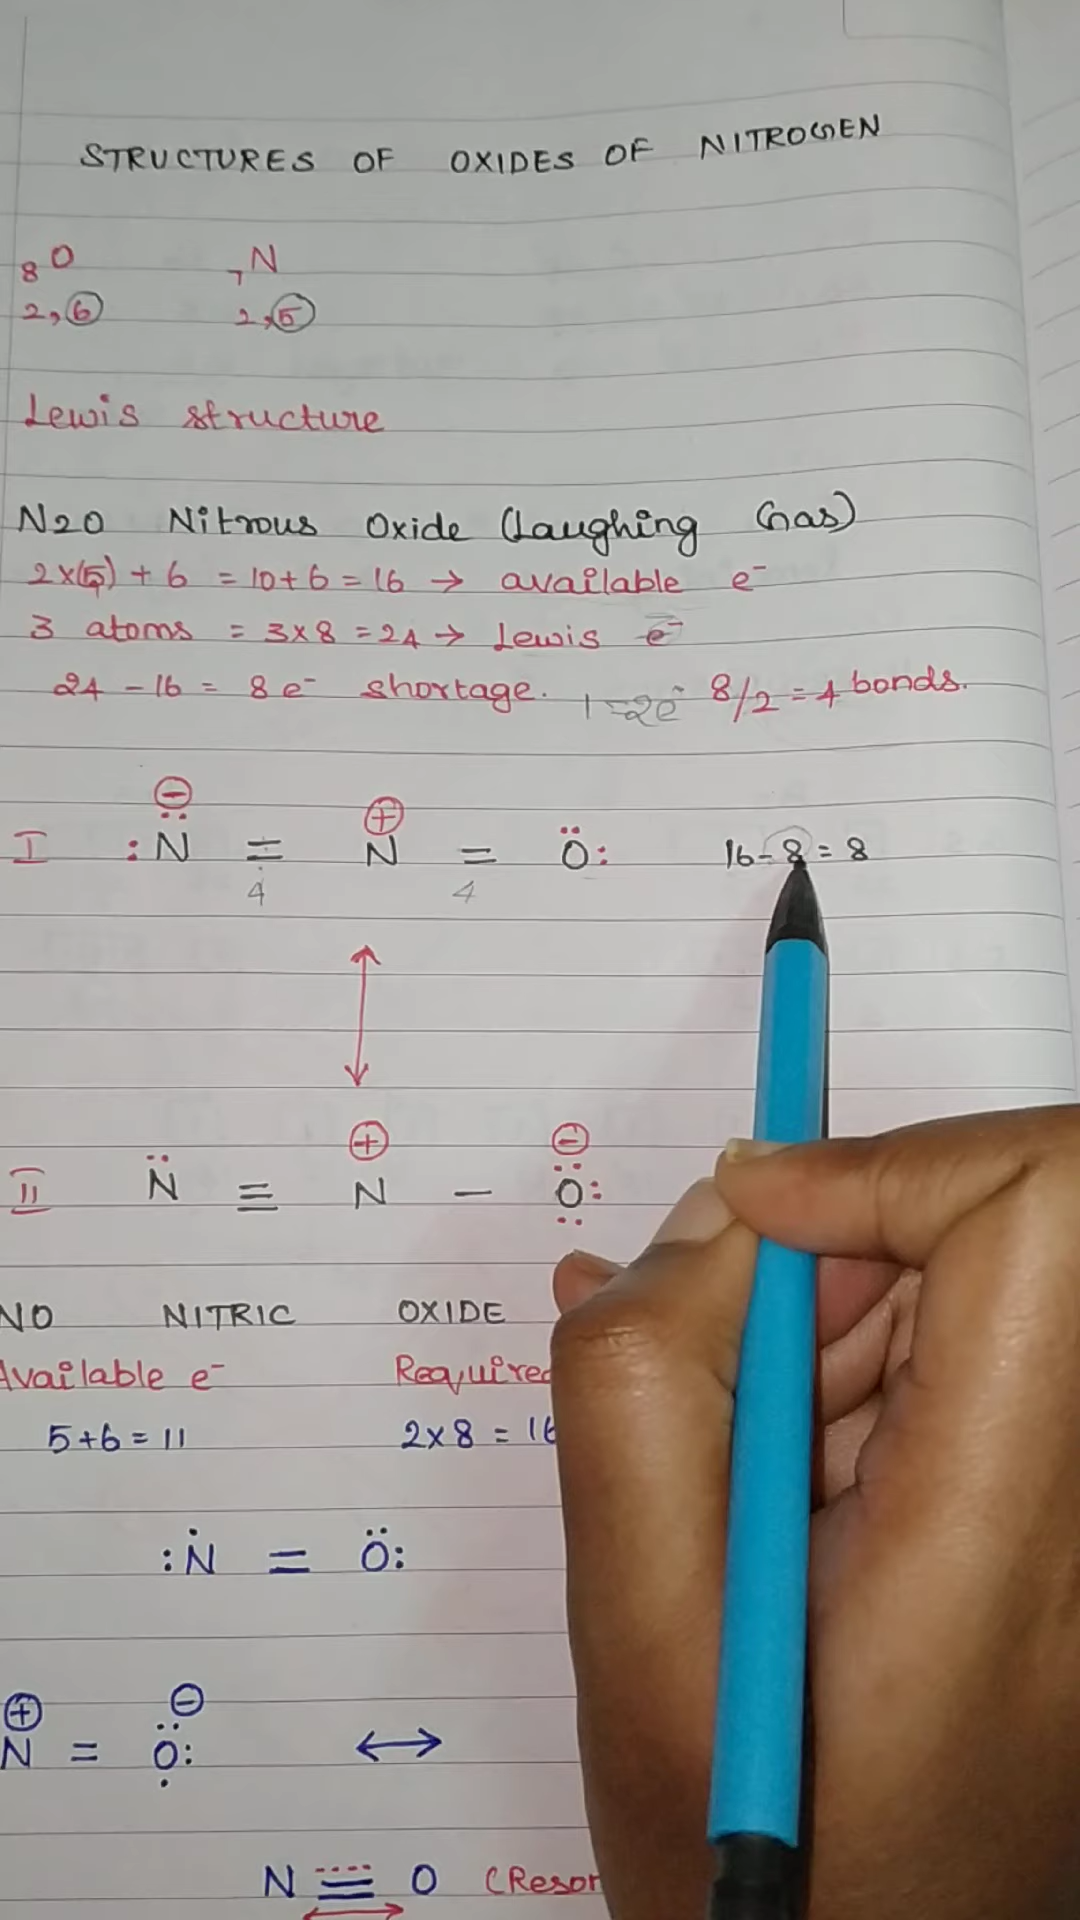 STRUCTURES OF OXIDES OF NITROGEN
₈O ₇N
2,6 2,5
Lewis structure
N2O Nitrous Oxide (Laughing Gas)
2×(5) + 6 = 10+6 = 16 → available e⁻
3 atoms = 3×8 = 24 → Lewis e⁻
24 - 16 = 8 e⁻ shortage. 1=2e⁻ 8/2 = 4 bonds.
⊖ ⊕
I :N̈ = N = Ö: 16-8=8
4 4
⊕ ⊖
II N̈ ≡ N - Ö:
NO NITRIC OXIDE
Available e⁻ Required
5+6=11 2×8 = 16
:Ṅ = Ö:
⊕ ⊖
N = Ö: ↔
N ≡ O (Resor